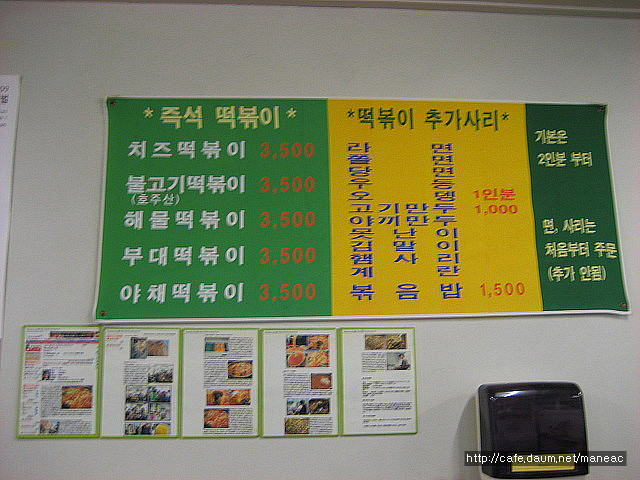 *즉석 떡볶이*
치즈떡볶이 3,500
불고기떡볶이 3,500
(호주산)
해물떡볶이 3,500
부대떡볶이 3,500
야채떡볶이 3,500
*떡볶이 추가사리*
라면
쫄면
당면
우동
오뎅
고기만두
야끼만두
못난이
김말이
햄사리
계란
1인분
1,000
볶음밥 1,500
기본은
2인분 부터
면, 사리는
처음부터 주문
(추가 안됨)
http://cafe.daum.net/maneac